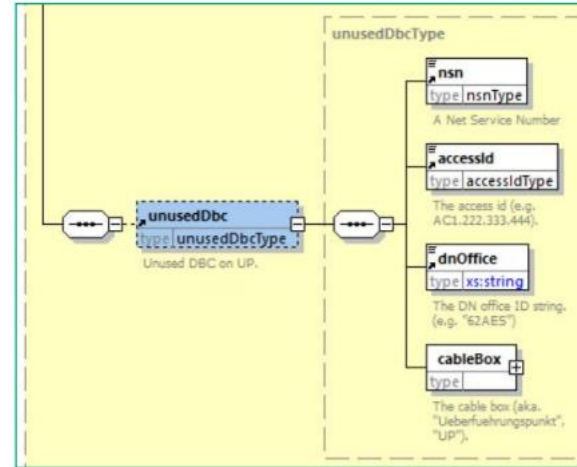 unusedDbcType
nsn
type nsnType
A Net Service Number
accessId
type accessIdType
The access id (e.g.
AC1.222.333.444).
unusedDbc
type unusedDbcType
Unused DBC on UP.
dnOffice
type xs:string
The DN office ID string.
(e.g. "62AES")
cableBox
type
The cable box (aka.
"Ueberfuehrungspunkt",
"UP").